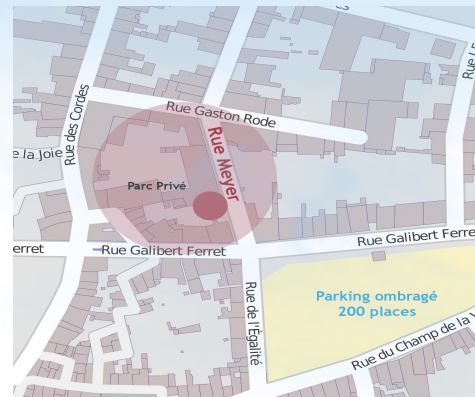 Rue des Cordes
Rue Gaston Rode
Rue Meyer
e la Joie
Parc Privé
erret
Rue Galibert Ferret
Rue Galibert Ferre
Rue de l'Égalité
Parking ombragé
200 places
Rue du Champ de la V